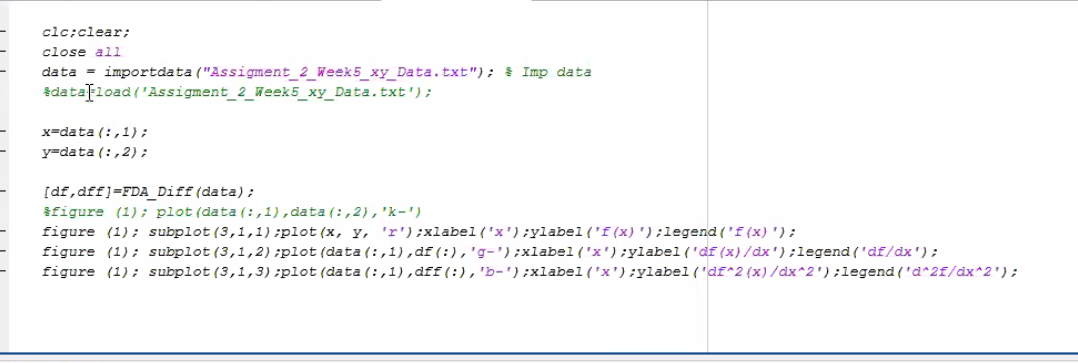 clc;clear;
close all
data = importdata("Assigment_2_Week5_xy_Data.txt"); % Imp data
%data=load('Assigment_2_Week5_xy_Data.txt');
x=data(:,1);
y=data(:,2);
[df,dff]=FDA_Diff(data);
%figure (1); plot(data(:,1),data(:,2),'k-')
figure (1); subplot(3,1,1);plot(x, y, 'r');xlabel('x');ylabel('f(x)');legend('f(x)');
figure (1); subplot(3,1,2);plot(data(:,1),df(:),'g-');xlabel('x');ylabel('df(x)/dx');legend('df/dx');
figure (1); subplot(3,1,3);plot(data(:,1),dff(:),'b-');xlabel('x');ylabel('df^2(x)/dx^2');legend('d^2f/dx^2');